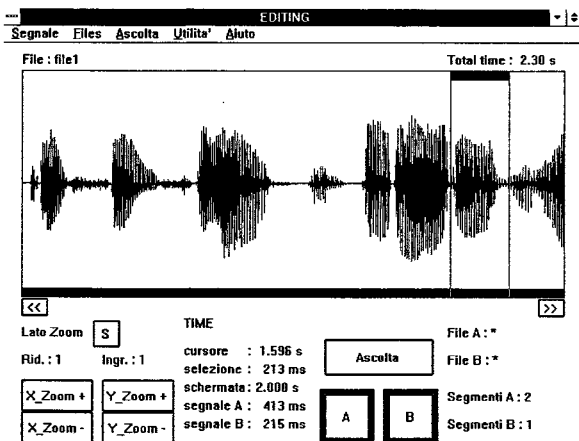 EDITING
Segnale Files Ascolta Utilita' Aiuto
File : file1 Total time : 2.30 s
<< >>
Lato Zoom S
Rid. : 1 Ingr. : 1
X_Zoom + Y_Zoom +
X_Zoom - Y_Zoom -
TIME
cursore : 1.596 s
selezione : 213 ms
schermata : 2.000 s
segnale A : 413 ms
segnale B : 215 ms
Ascolta
A B
File A : *
File B : *
Segmenti A : 2
Segmenti B : 1